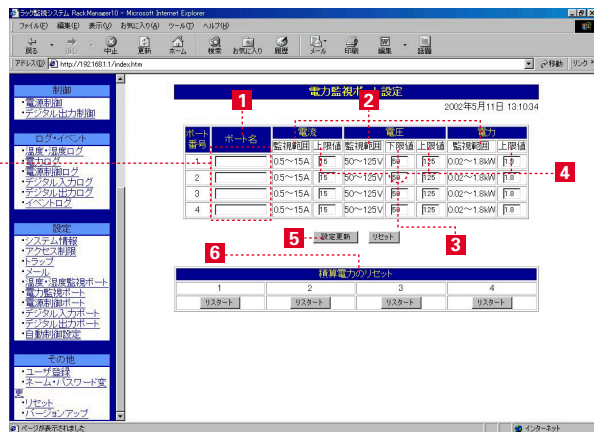 ラック監視システム RackManager10 - Microsoft Internet Explorer
ファイル(F) 編集(E) 表示(V) お気に入り(A) ツール(T) ヘルプ(H)
戻る 進む 中止 更新 ホーム 検索 お気に入り 履歴 メール 印刷 編集 話題
アドレス(D) http://192.168.1.1/index.htm 移動 リンク
制御
・電源制御
・デジタル出力制御
ログ・イベント
・温度・湿度ログ
・電力ログ
・電源制御ログ
・デジタル入力ログ
・デジタル出力ログ
・イベントログ
設定
・システム情報
・アクセス制限
・トラップ
・メール
・温度・湿度監視ポート
・電力監視ポート
・電源制御ポート
・デジタル入力ポート
・デジタル出力ポート
・自動制御設定
その他
・ユーザ登録
・ネーム・パスワード変更
・リセット
・バージョンアップ
電力監視ポート設定
2002年5月11日 13:10:34
1 2
ポート番号 ポート名 電流 電圧 電力
監視範囲 上限値 監視範囲 下限値 上限値 監視範囲 上限値
1 0.5～15A 15 50～125V 50 125 0.02～1.8kW 1.8
2 0.5～15A 15 50～125V 50 125 0.02～1.8kW 1.8
3 0.5～15A 15 50～125V 50 125 0.02～1.8kW 1.8
4 0.5～15A 15 50～125V 50 125 0.02～1.8kW 1.8
4
3
5 設定更新 リセット
6
積算電力のリセット
1 2 3 4
リスタート リスタート リスタート リスタート
ページが表示されました インターネット